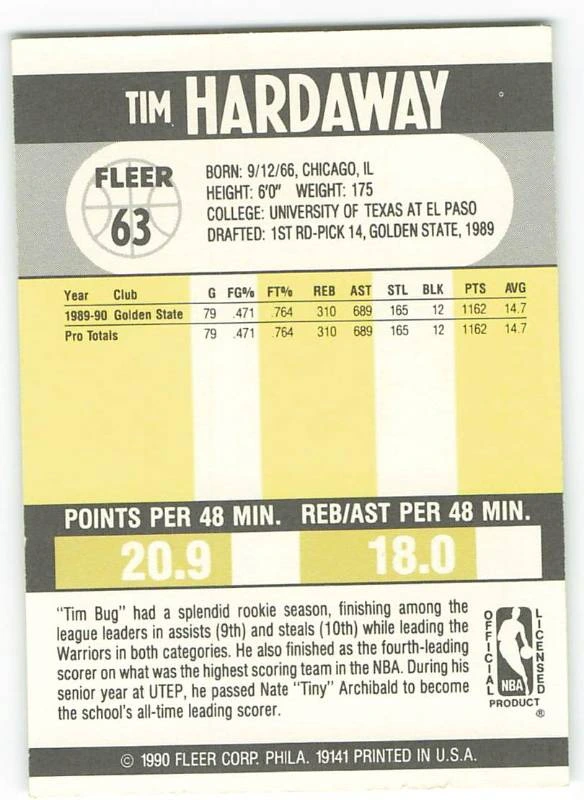 TIM HARDAWAY
FLEER
63
BORN: 9/12/66, CHICAGO, IL
HEIGHT: 6'0" WEIGHT: 175
COLLEGE: UNIVERSITY OF TEXAS AT EL PASO
DRAFTED: 1ST RD-PICK 14, GOLDEN STATE, 1989
Year Club G FG% FT% REB AST STL BLK PTS AVG
1989-90 Golden State 79 .471 .764 310 689 165 12 1162 14.7
Pro Totals 79 .471 .764 310 689 165 12 1162 14.7
POINTS PER 48 MIN. REB/AST PER 48 MIN.
20.9 18.0
"Tim Bug" had a splendid rookie season, finishing among the
league leaders in assists (9th) and steals (10th) while leading the
Warriors in both categories. He also finished as the fourth-leading
scorer on what was the highest scoring team in the NBA. During his
senior year at UTEP, he passed Nate "Tiny" Archibald to become
the school's all-time leading scorer.
OFFICIAL
LICENSED
NBA
PRODUCT
®
© 1990 FLEER CORP. PHILA. 19141 PRINTED IN U.S.A.